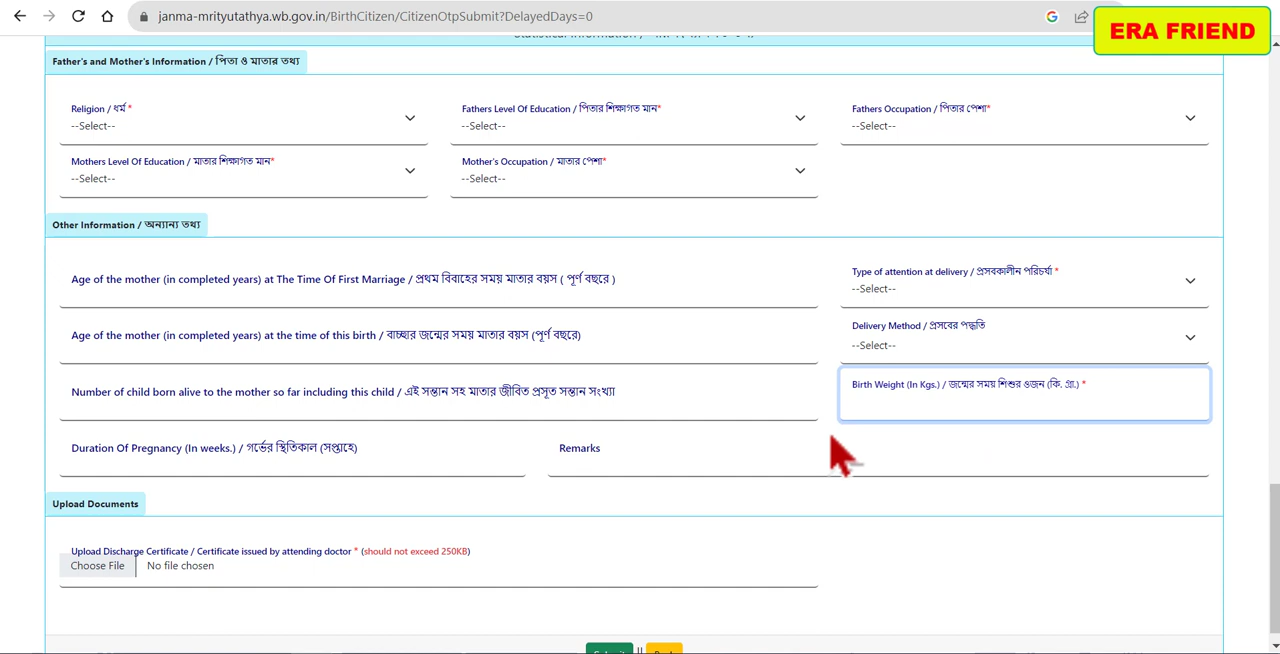 janma-mrityutathya.wb.gov.in/BirthCitizen/CitizenOtpSubmit?DelayedDays=0
ERA FRIEND
Statistical Information /
Father's and Mother's Information / পিতা ও মাতার তথ্য
Religion / ধর্ম *
--Select--
Fathers Level Of Education / পিতার শিক্ষাগত মান*
--Select--
Fathers Occupation / পিতার পেশা*
--Select--
Mothers Level Of Education / মাতার শিক্ষাগত মান*
--Select--
Mother's Occupation / মাতার পেশা*
--Select--
Other Information / অন্যান্য তথ্য
Age of the mother (in completed years) at The Time Of First Marriage / প্রথম বিবাহের সময় মাতার বয়স ( পূর্ণ বছরে )
Type of attention at delivery / প্রসবকালীন পরিচর্যা *
--Select--
Age of the mother (in completed years) at the time of this birth / বাচ্ছার জন্মের সময় মাতার বয়স (পূর্ণ বছরে)
Delivery Method / প্রসবের পদ্ধতি
--Select--
Number of child born alive to the mother so far including this child / এই সন্তান সহ মাতার জীবিত প্রসূত সন্তান সংখ্যা
Birth Weight (In Kgs.) / জন্মের সময় শিশুর ওজন (কি. গ্রা.) *
Duration Of Pregnancy (In weeks.) / গর্ভের স্থিতিকাল (সপ্তাহে)
Remarks
Upload Documents
Upload Discharge Certificate / Certificate issued by attending doctor * (should not exceed 250KB)
Choose File
No file chosen